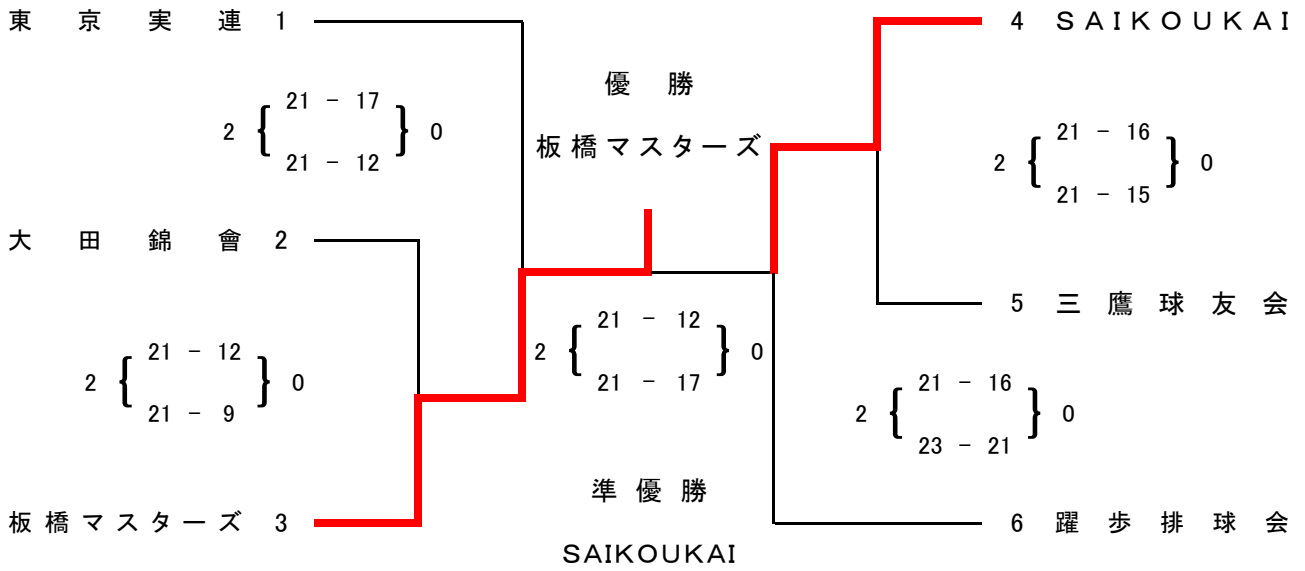 東京実連 1
2 { 21 - 17 } 0
21 - 12
大田錦會 2
2 { 21 - 12 } 0
21 - 9
板橋マスターズ 3
優勝
板橋マスターズ
2 { 21 - 12 } 0
21 - 17
準優勝
SAIKOUKAI
4 SAIKOUKAI
2 { 21 - 16 } 0
21 - 15
5 三鷹球友会
2 { 21 - 16 } 0
23 - 21
6 躍歩排球会